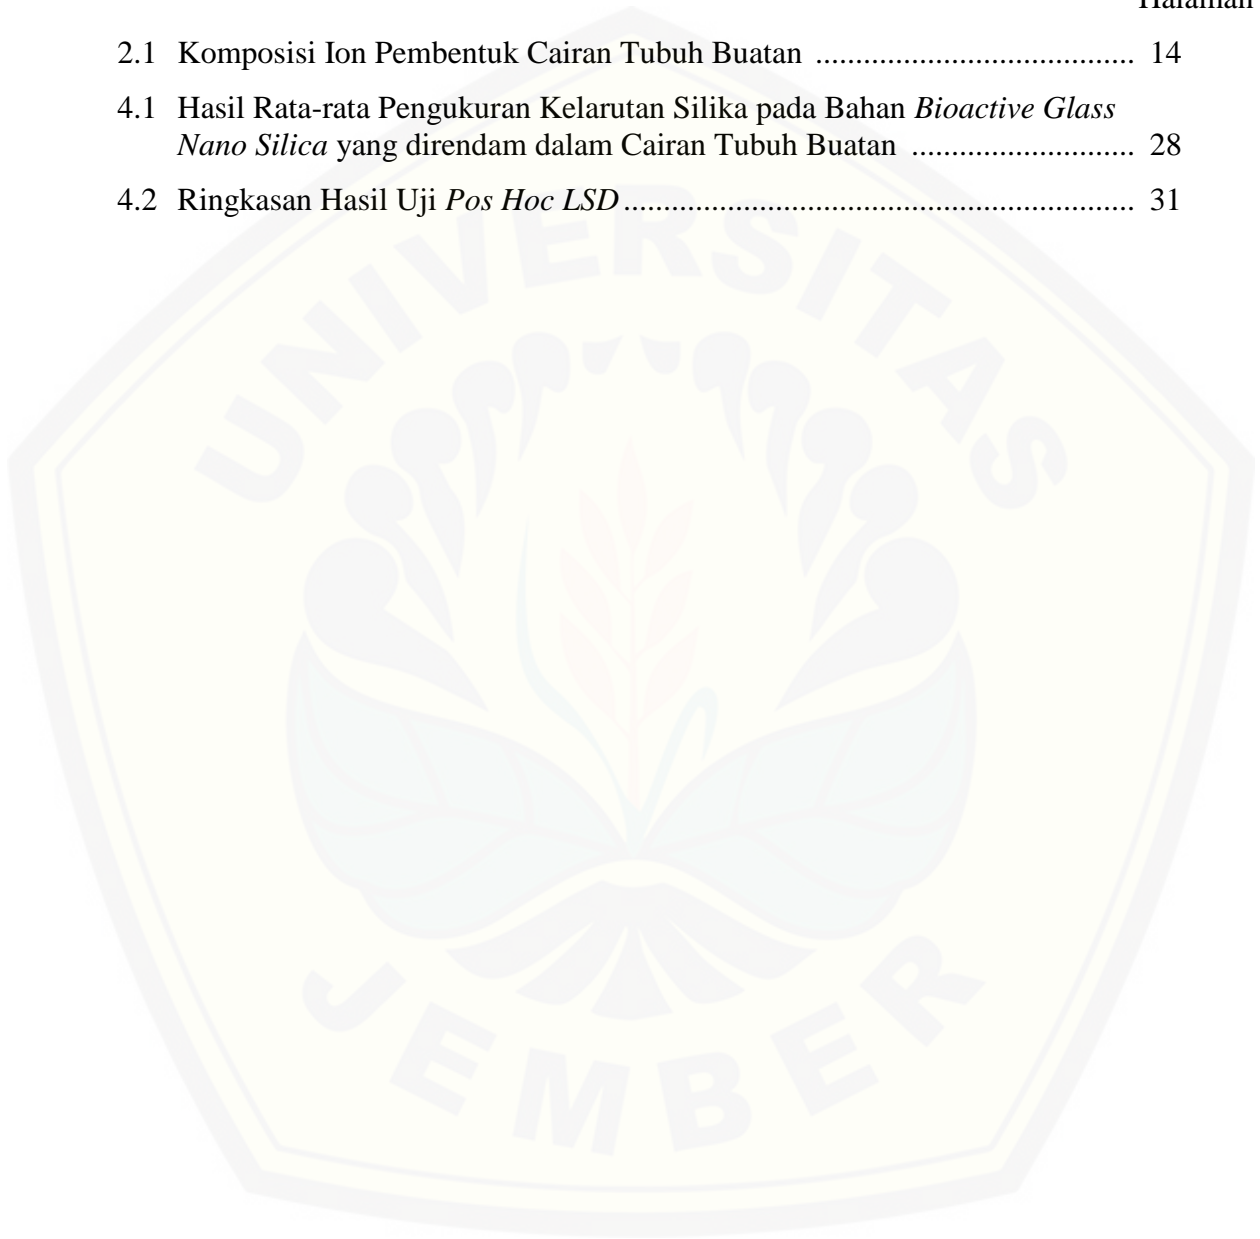 Halaman
2.1 Komposisi Ion Pembentuk Cairan Tubuh Buatan ........................................ 14
4.1 Hasil Rata-rata Pengukuran Kelarutan Silika pada Bahan Bioactive Glass
Nano Silica yang direndam dalam Cairan Tubuh Buatan ............................ 28
4.2 Ringkasan Hasil Uji Pos Hoc LSD ................................................................ 31
UNIVERSITAS
JEMBER